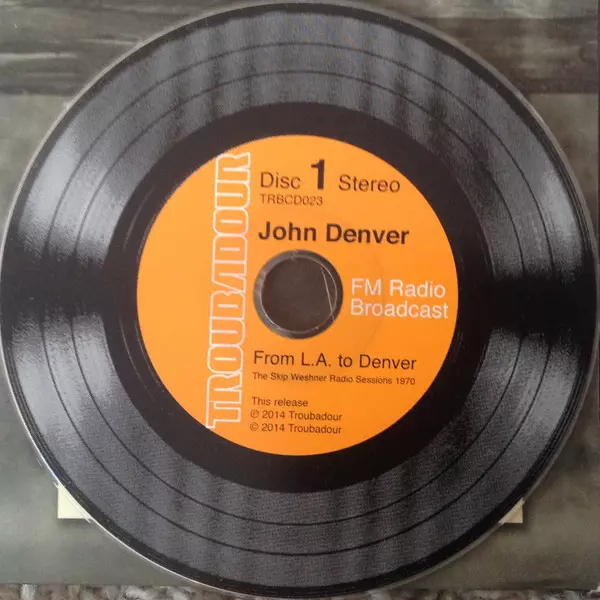 TROUBADOUR
Disc 1 Stereo
TRBCD023
John Denver
FM Radio
Broadcast
From L.A. to Denver
The Skip Weshner Radio Sessions 1970
This release
℗ 2014 Troubadour
© 2014 Troubadour